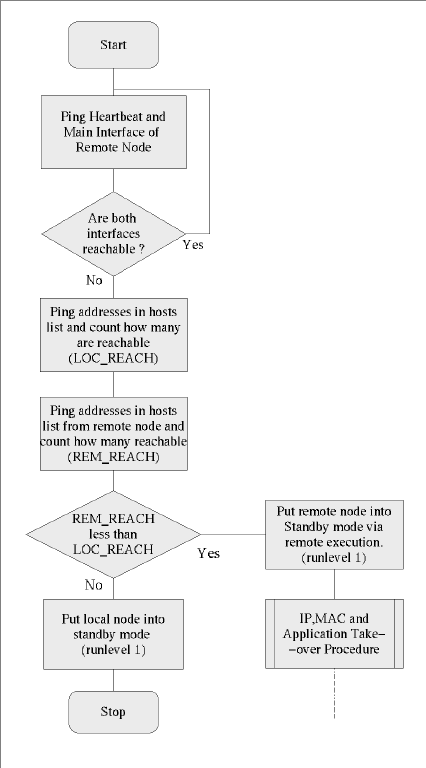 Start
Ping Heartbeat and
Main Interface of
Remote Node
Are both
interfaces
reachable ?
Yes
No
Ping addresses in hosts
list and count how many
are reachable
(LOC_REACH)
Ping addresses in hosts
list from remote node and
count how many reachable
(REM_REACH)
REM_REACH
less than
LOC_REACH
Yes
No
Put remote node into
Standby mode via
remote execution.
(runlevel 1)
Put local node into
standby mode
(runlevel 1)
IP,MAC and
Application Take-
-over Procedure
Stop